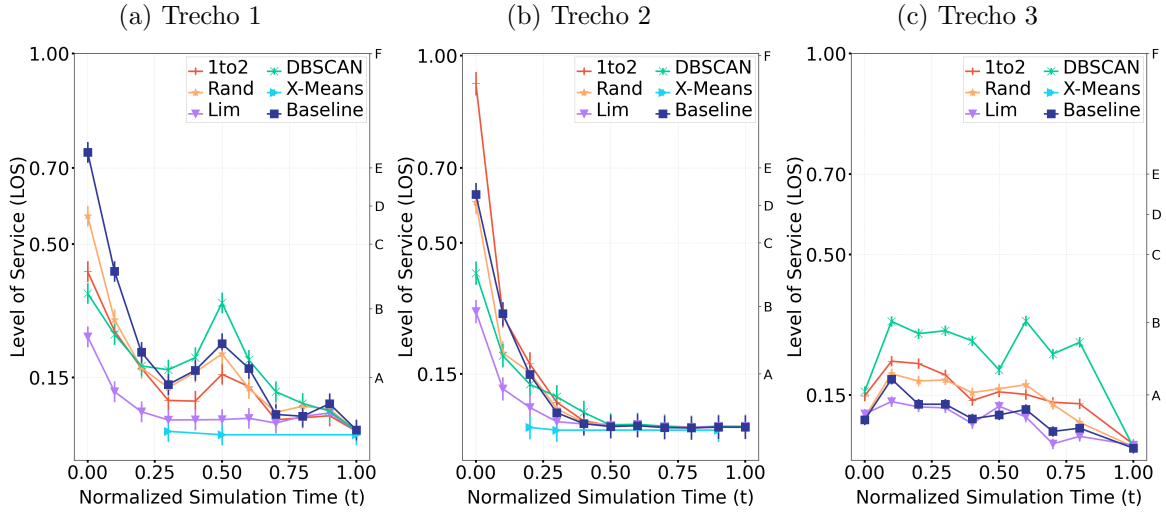 (a) Trecho 1
Level of Service (LOS)
1.00
0.70
0.50
0.15
F
E
D
C
B
A
1to2
Rand
Lim
DBSCAN
X-Means
Baseline
0.00 0.25 0.50 0.75 1.00
Normalized Simulation Time (t)
(b) Trecho 2
Level of Service (LOS)
1.00
0.70
0.50
0.15
F
E
D
C
B
A
1to2
Rand
Lim
DBSCAN
X-Means
Baseline
0.00 0.25 0.50 0.75 1.00
Normalized Simulation Time (t)
(c) Trecho 3
Level of Service (LOS)
1.00
0.70
0.50
0.15
F
E
D
C
B
A
1to2
Rand
Lim
DBSCAN
X-Means
Baseline
0.00 0.25 0.50 0.75 1.00
Normalized Simulation Time (t)